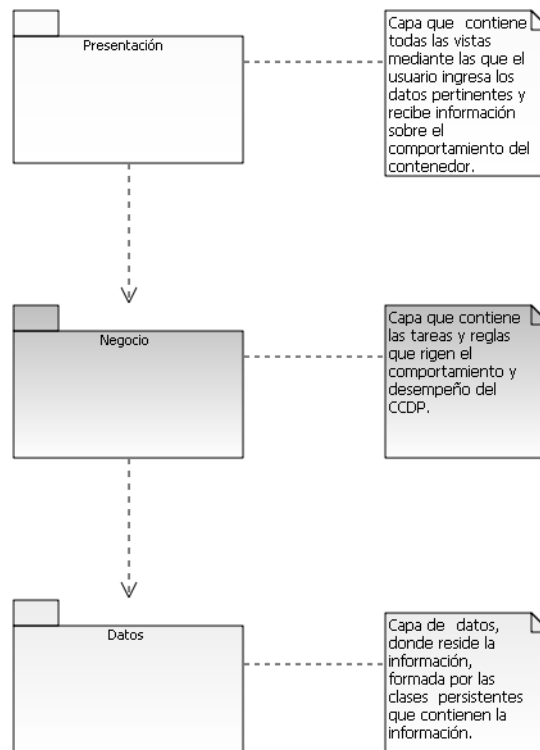 Presentación
Capa que contiene
todas las vistas
mediante las que el
usuario ingresa los
datos pertinentes y
recibe información
sobre el
comportamiento del
contenedor.
Negocio
Capa que contiene
las tareas y reglas
que rigen el
comportamiento y
desempeño del
CCDP.
Datos
Capa de datos,
donde reside la
información,
formada por las
clases persistentes
que contienen la
información.